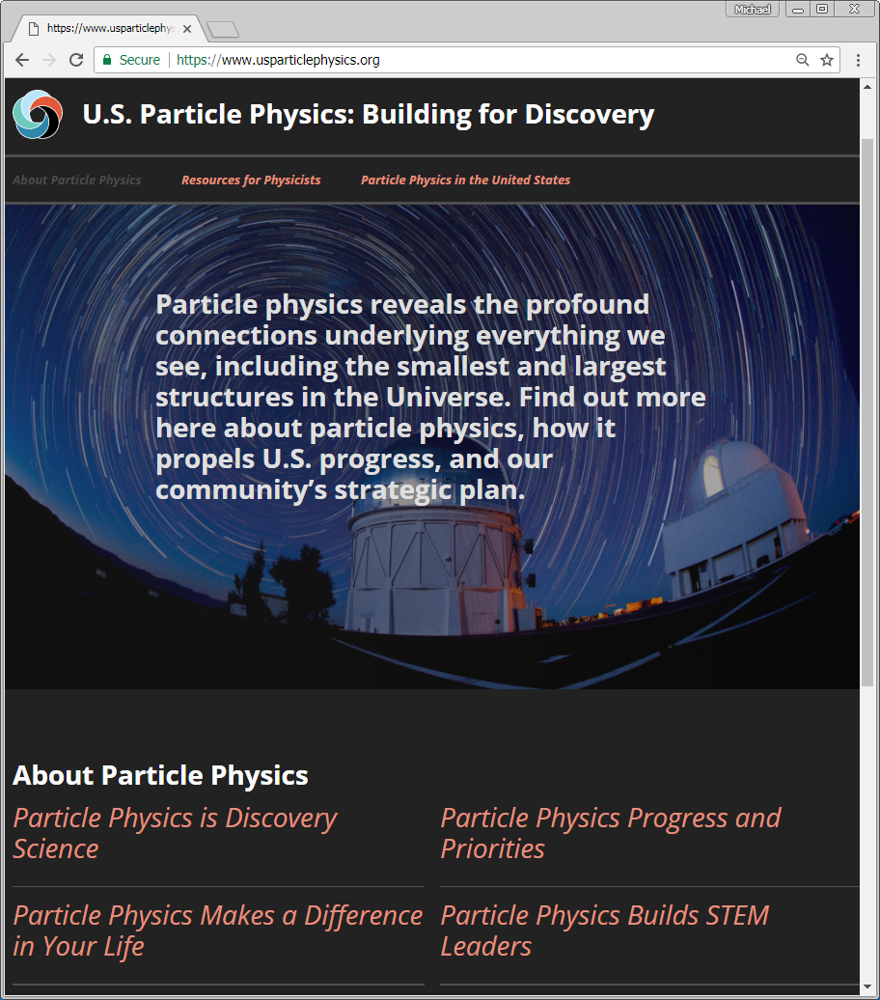 Michael
https://www.usparticlephys
Secure
https://www.usparticlephysics.org
U.S. Particle Physics: Building for Discovery
About Particle Physics
Resources for Physicists
Particle Physics in the United States
Particle physics reveals the profound
connections underlying everything we
see, including the smallest and largest
structures in the Universe. Find out more
here about particle physics, how it
propels U.S. progress, and our
community’s strategic plan.
About Particle Physics
Particle Physics is Discovery
Science
Particle Physics Progress and
Priorities
Particle Physics Makes a Difference
in Your Life
Particle Physics Builds STEM
Leaders